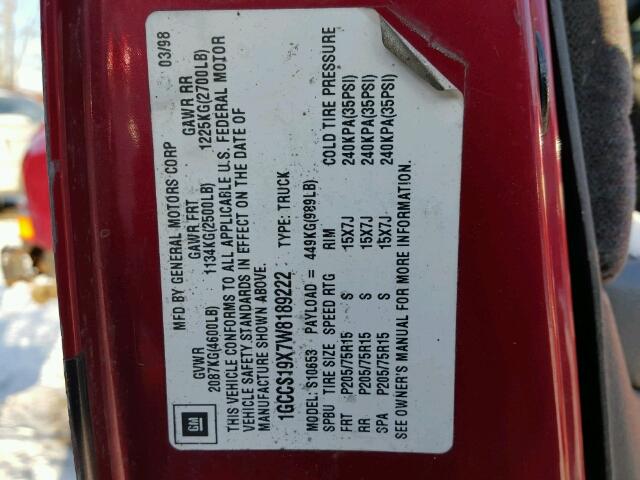 MFD BY GENERAL MOTORS CORP 03/98
GVWR GAWR FRT GAWR RR
2087KG(4600LB) 1134KG(2500LB) 1225KG(2700LB)
THIS VEHICLE CONFORMS TO ALL APPLICABLE U.S. FEDERAL MOTOR
VEHICLE SAFETY STANDARDS IN EFFECT ON THE DATE OF
MANUFACTURE SHOWN ABOVE.
1GCCS19X7W8189222 TYPE: TRUCK
MODEL: S10653 PAYLOAD = 449KG(989LB)
SPBU TIRE SIZE SPEED RTG RIM COLD TIRE PRESSURE
FRT P205/75R15 S 15X7J 240KPA(35PSI)
RR P205/75R15 S 15X7J 240KPA(35PSI)
SPA P205/75R15 S 15X7J 240KPA(35PSI)
SEE OWNER'S MANUAL FOR MORE INFORMATION.
GM